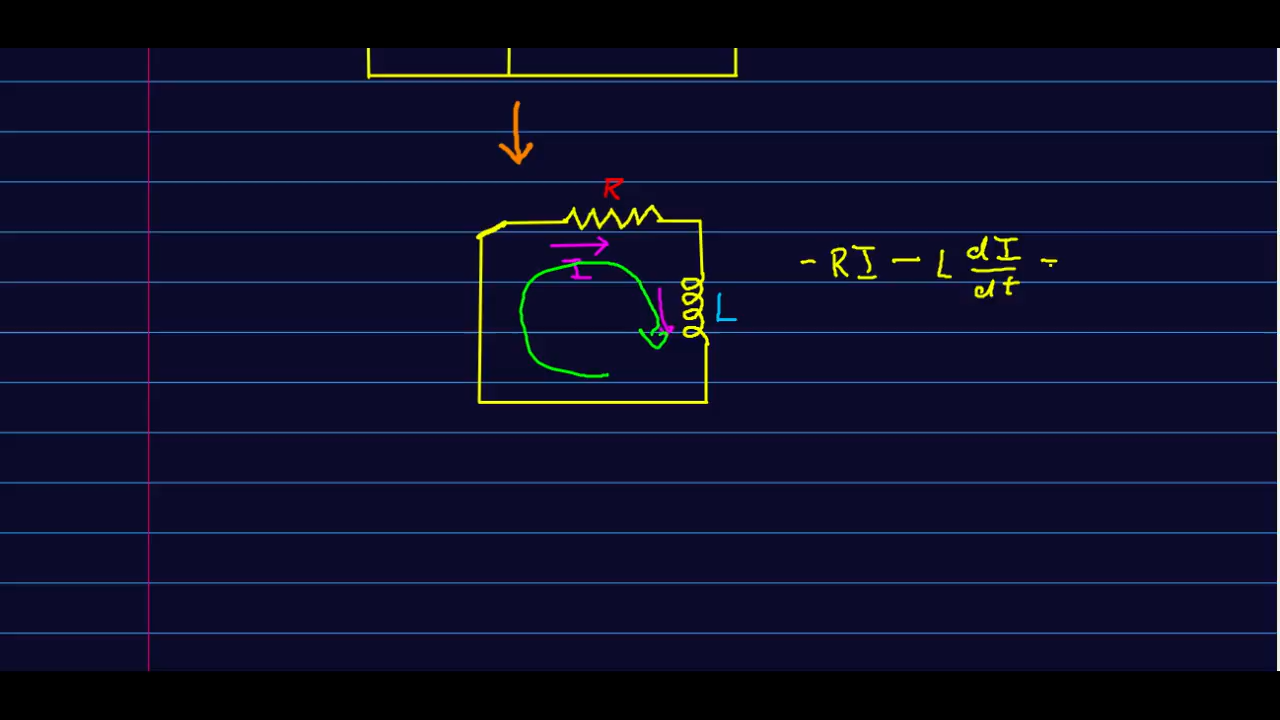 R
I
L
- RI - L dI/dt =